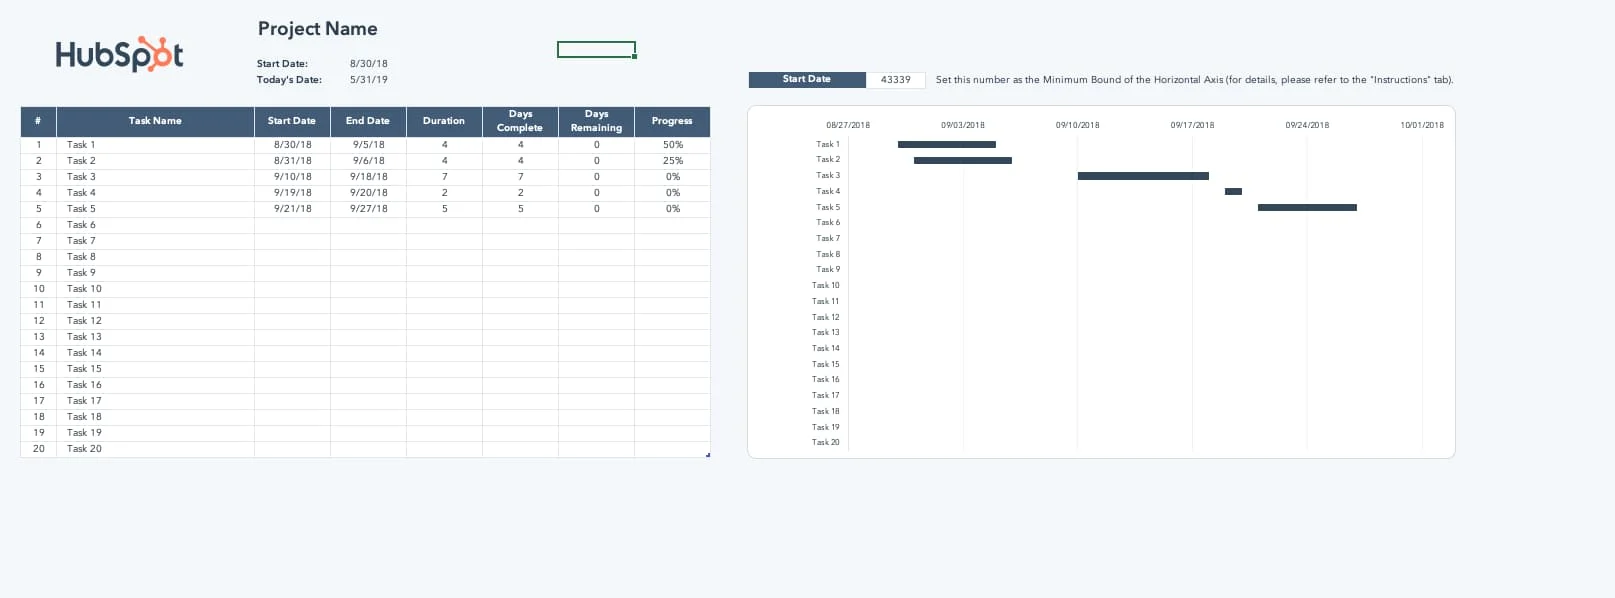 HubSpot
Project Name
Start Date: 8/30/18
Today's Date: 5/31/19
Start Date 43339 Set this number as the Minimum Bound of the Horizontal Axis (for details, please refer to the "Instructions" tab).
# Task Name Start Date End Date Duration Days Complete Days Remaining Progress
1 Task 1 8/30/18 9/5/18 4 4 0 50%
2 Task 2 8/31/18 9/6/18 4 4 0 25%
3 Task 3 9/10/18 9/18/18 7 7 0 0%
4 Task 4 9/19/18 9/20/18 2 2 0 0%
5 Task 5 9/21/18 9/27/18 5 5 0 0%
6 Task 6
7 Task 7
8 Task 8
9 Task 9
10 Task 10
11 Task 11
12 Task 12
13 Task 13
14 Task 14
15 Task 15
16 Task 16
17 Task 17
18 Task 18
19 Task 19
20 Task 20
08/27/2018 09/03/2018 09/10/2018 09/17/2018 09/24/2018 10/01/2018
Task 1
Task 2
Task 3
Task 4
Task 5
Task 6
Task 7
Task 8
Task 9
Task 10
Task 11
Task 12
Task 13
Task 14
Task 15
Task 16
Task 17
Task 18
Task 19
Task 20